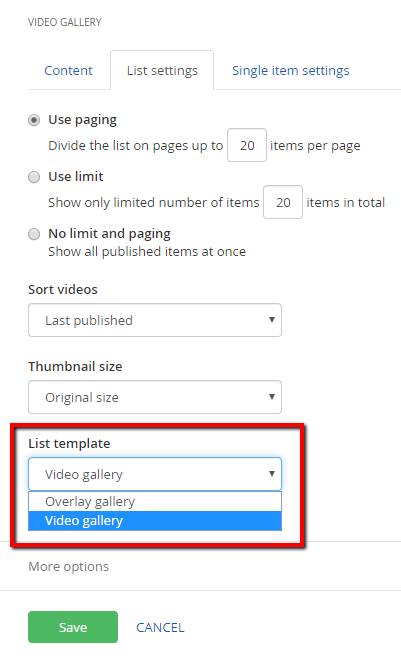 VIDEO GALLERY
Content List settings Single item settings
Use paging
Divide the list on pages up to 20 items per page
Use limit
Show only limited number of items 20 items in total
No limit and paging
Show all published items at once
Sort videos
Last published
Thumbnail size
Original size
List template
Video gallery
Overlay gallery
Video gallery
More options
Save CANCEL